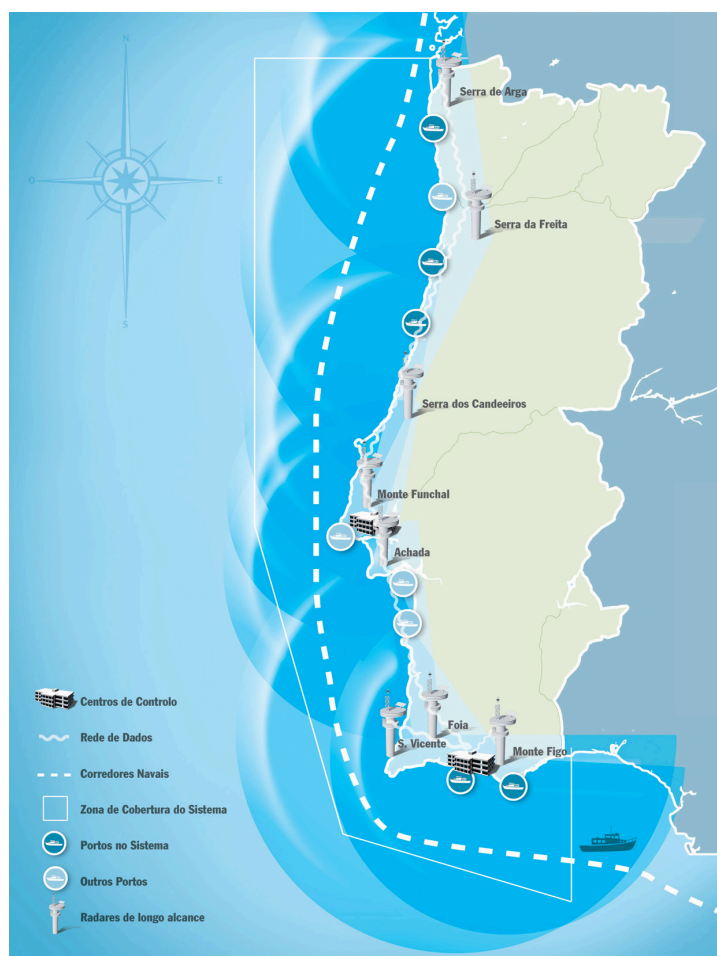 N
O
E
S
Serra de Arga
Serra da Freita
Serra dos Candeeiros
Monte Funchal
Achada
Foia
S. Vicente
Monte Figo
Centros de Controlo
Rede de Dados
Corredores Navais
Zona de Cobertura do Sistema
Portos no Sistema
Outros Portos
Radares de longo alcance